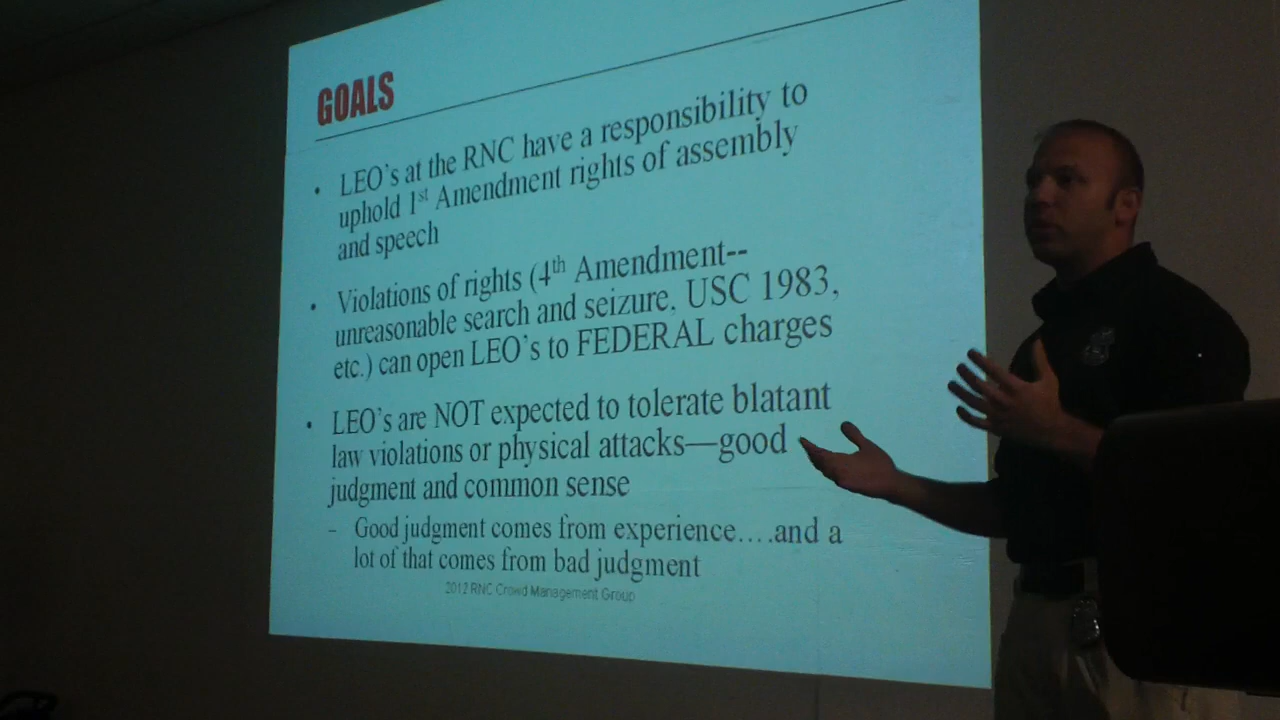 GOALS
• LEO's at the RNC have a responsibility to
uphold 1st Amendment rights of assembly
and speech
• Violations of rights (4th Amendment--
unreasonable search and seizure, USC 1983,
etc.) can open LEO's to FEDERAL charges
• LEO's are NOT expected to tolerate blatant
law violations or physical attacks—good
judgment and common sense
– Good judgment comes from experience….and a
lot of that comes from bad judgment
2012 RNC Crowd Management Group